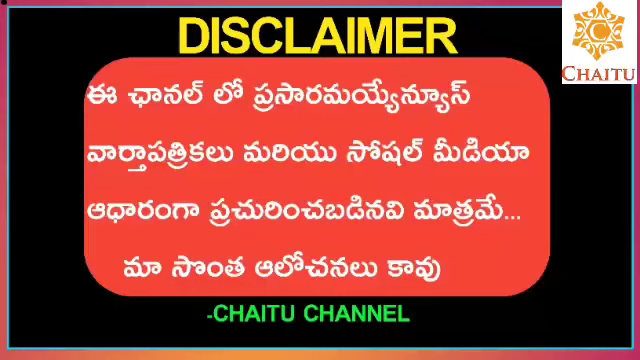 DISCLAIMER
CHAITU
ఈ ఛానల్ లో ప్రసారమయ్యేన్యూస్
వార్తాపత్రికలు మరియు సోషల్ మీడియా
ఆధారంగా ప్రచురించబడినవి మాత్రమే...
మా సొంత ఆలోచనలు కావు
-CHAITU CHANNEL